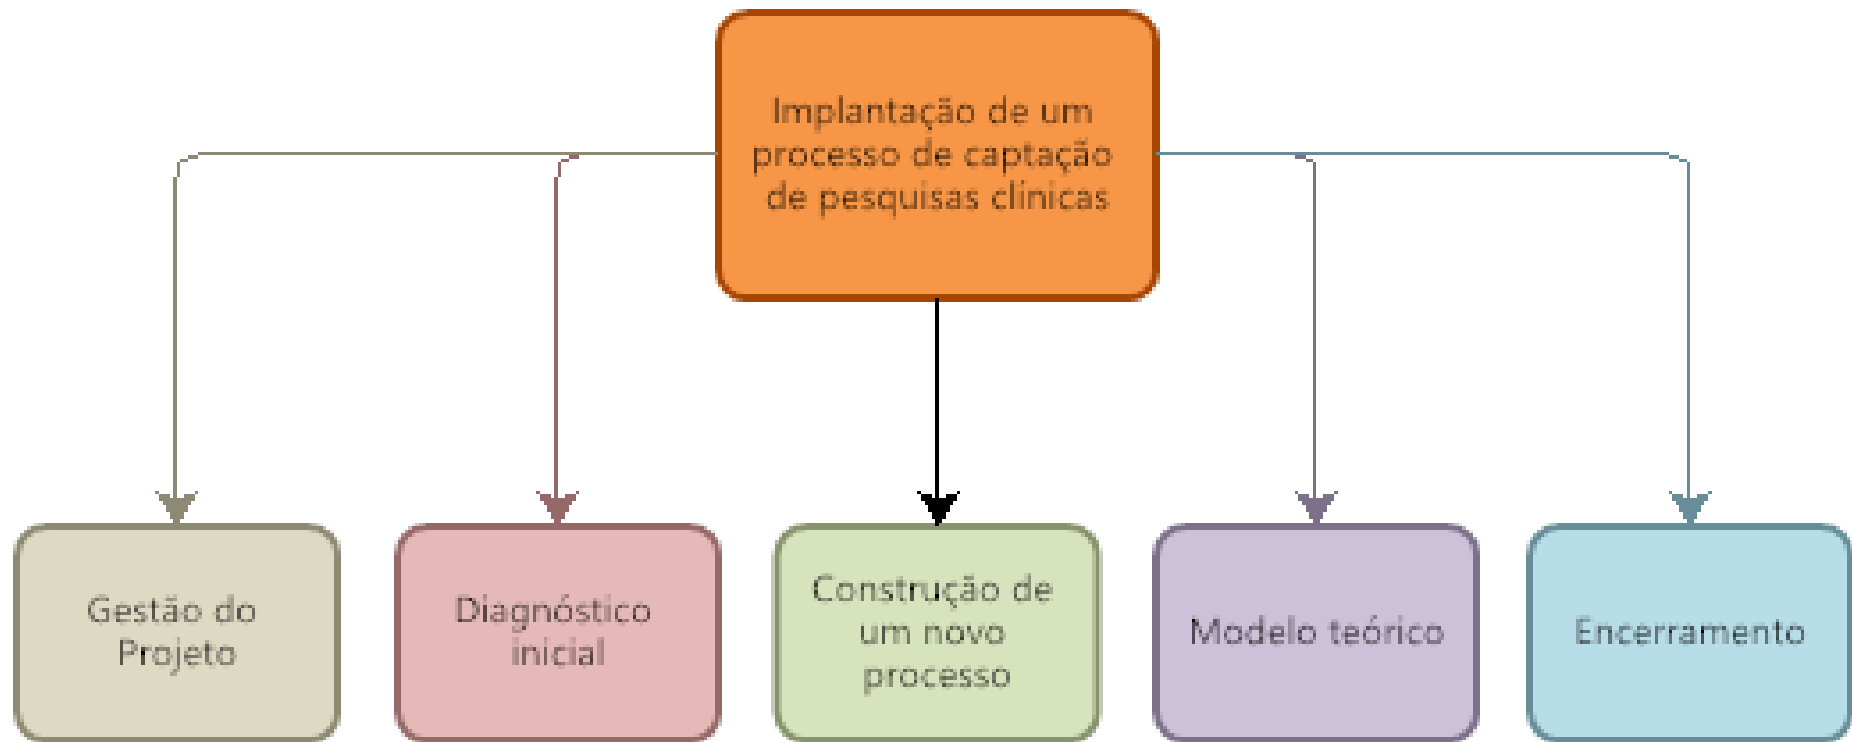 Implantação de um
processo de captação
de pesquisas clínicas
Gestão do
Projeto
Diagnóstico
inicial
Construção de
um novo
processo
Modelo teórico
Encerramento